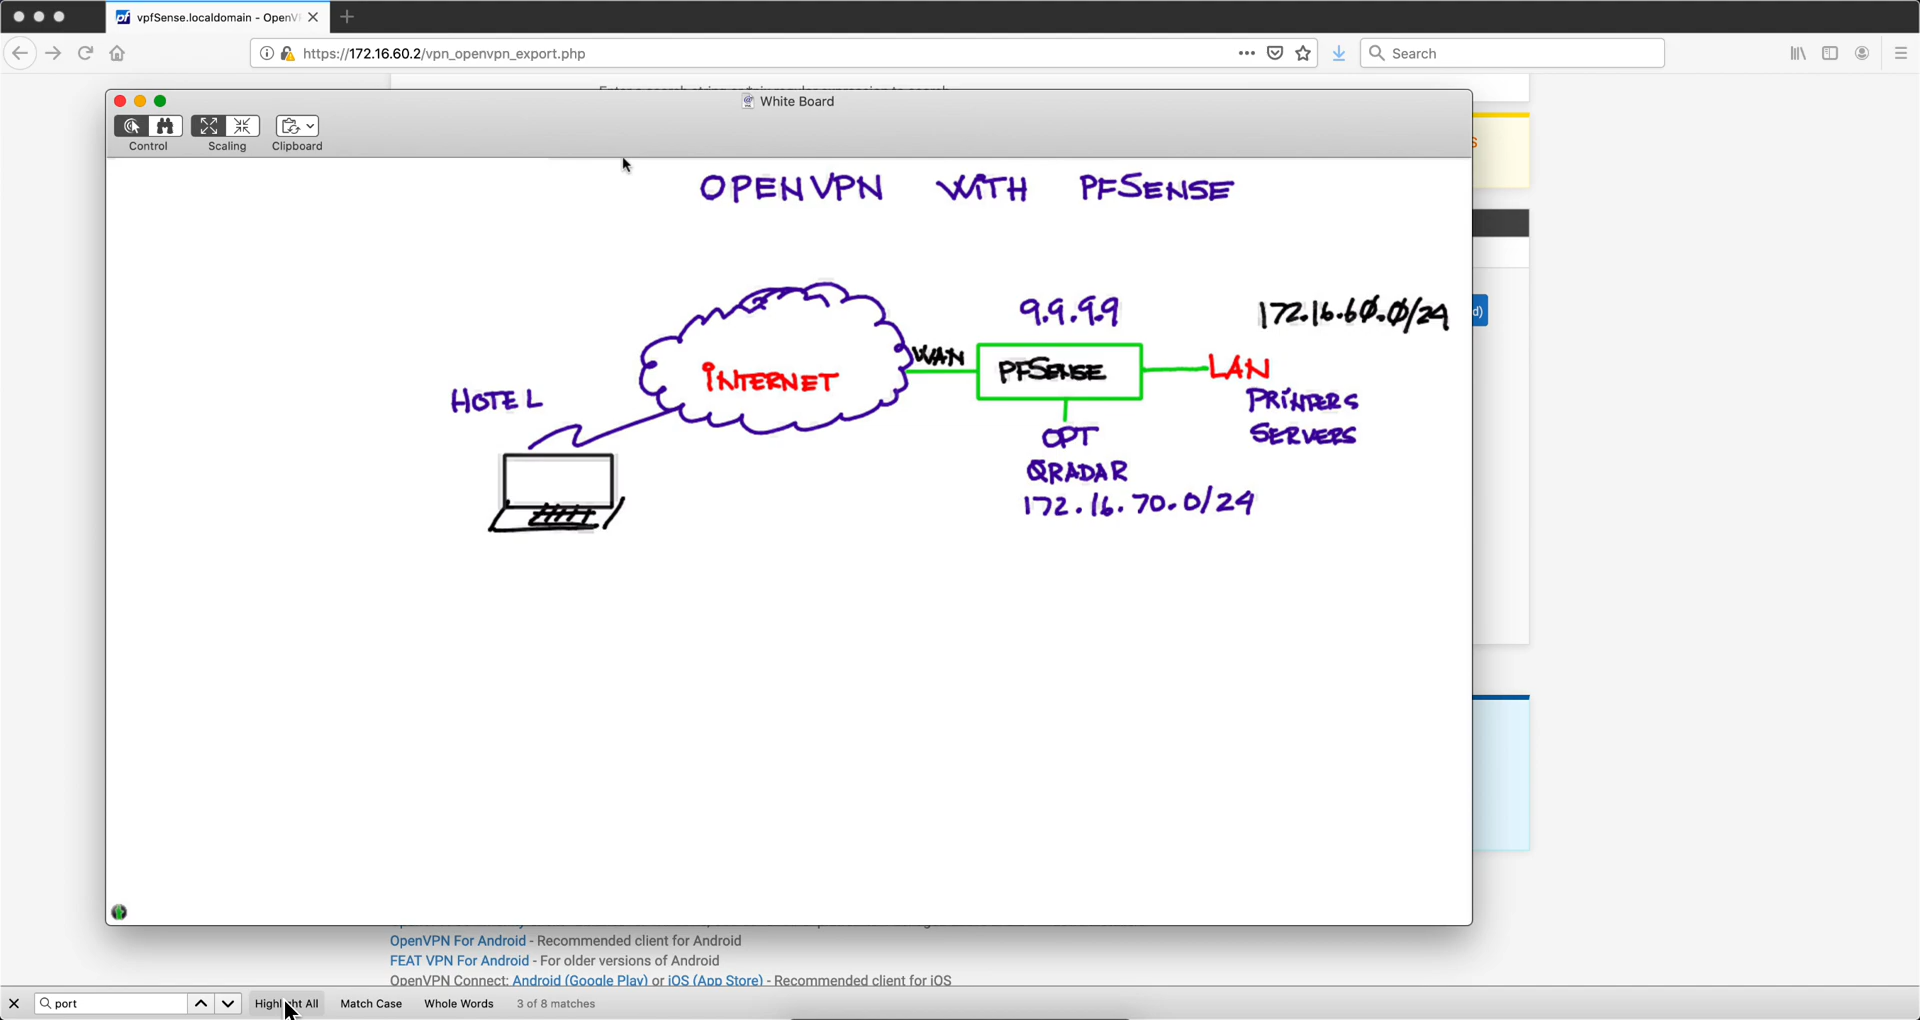 vpfSense.localdomain - OpenV
https://172.16.60.2/vpn_openvpn_export.php
Search
White Board
Control
Scaling
Clipboard
OPENVPN WITH PFSENSE
9.9.9.9
172.16.60.0/24
WAN
PFSENSE
INTERNET
LAN
HOTEL
PRINTERS
SERVERS
OPT
QRADAR
172.16.70.0/24
OpenVPN For Android - Recommended client for Android
FEAT VPN For Android - For older versions of Android
OpenVPN Connect: Android (Google Play) or iOS (App Store) - Recommended client for iOS
port
Highlight All
Match Case
Whole Words
3 of 8 matches